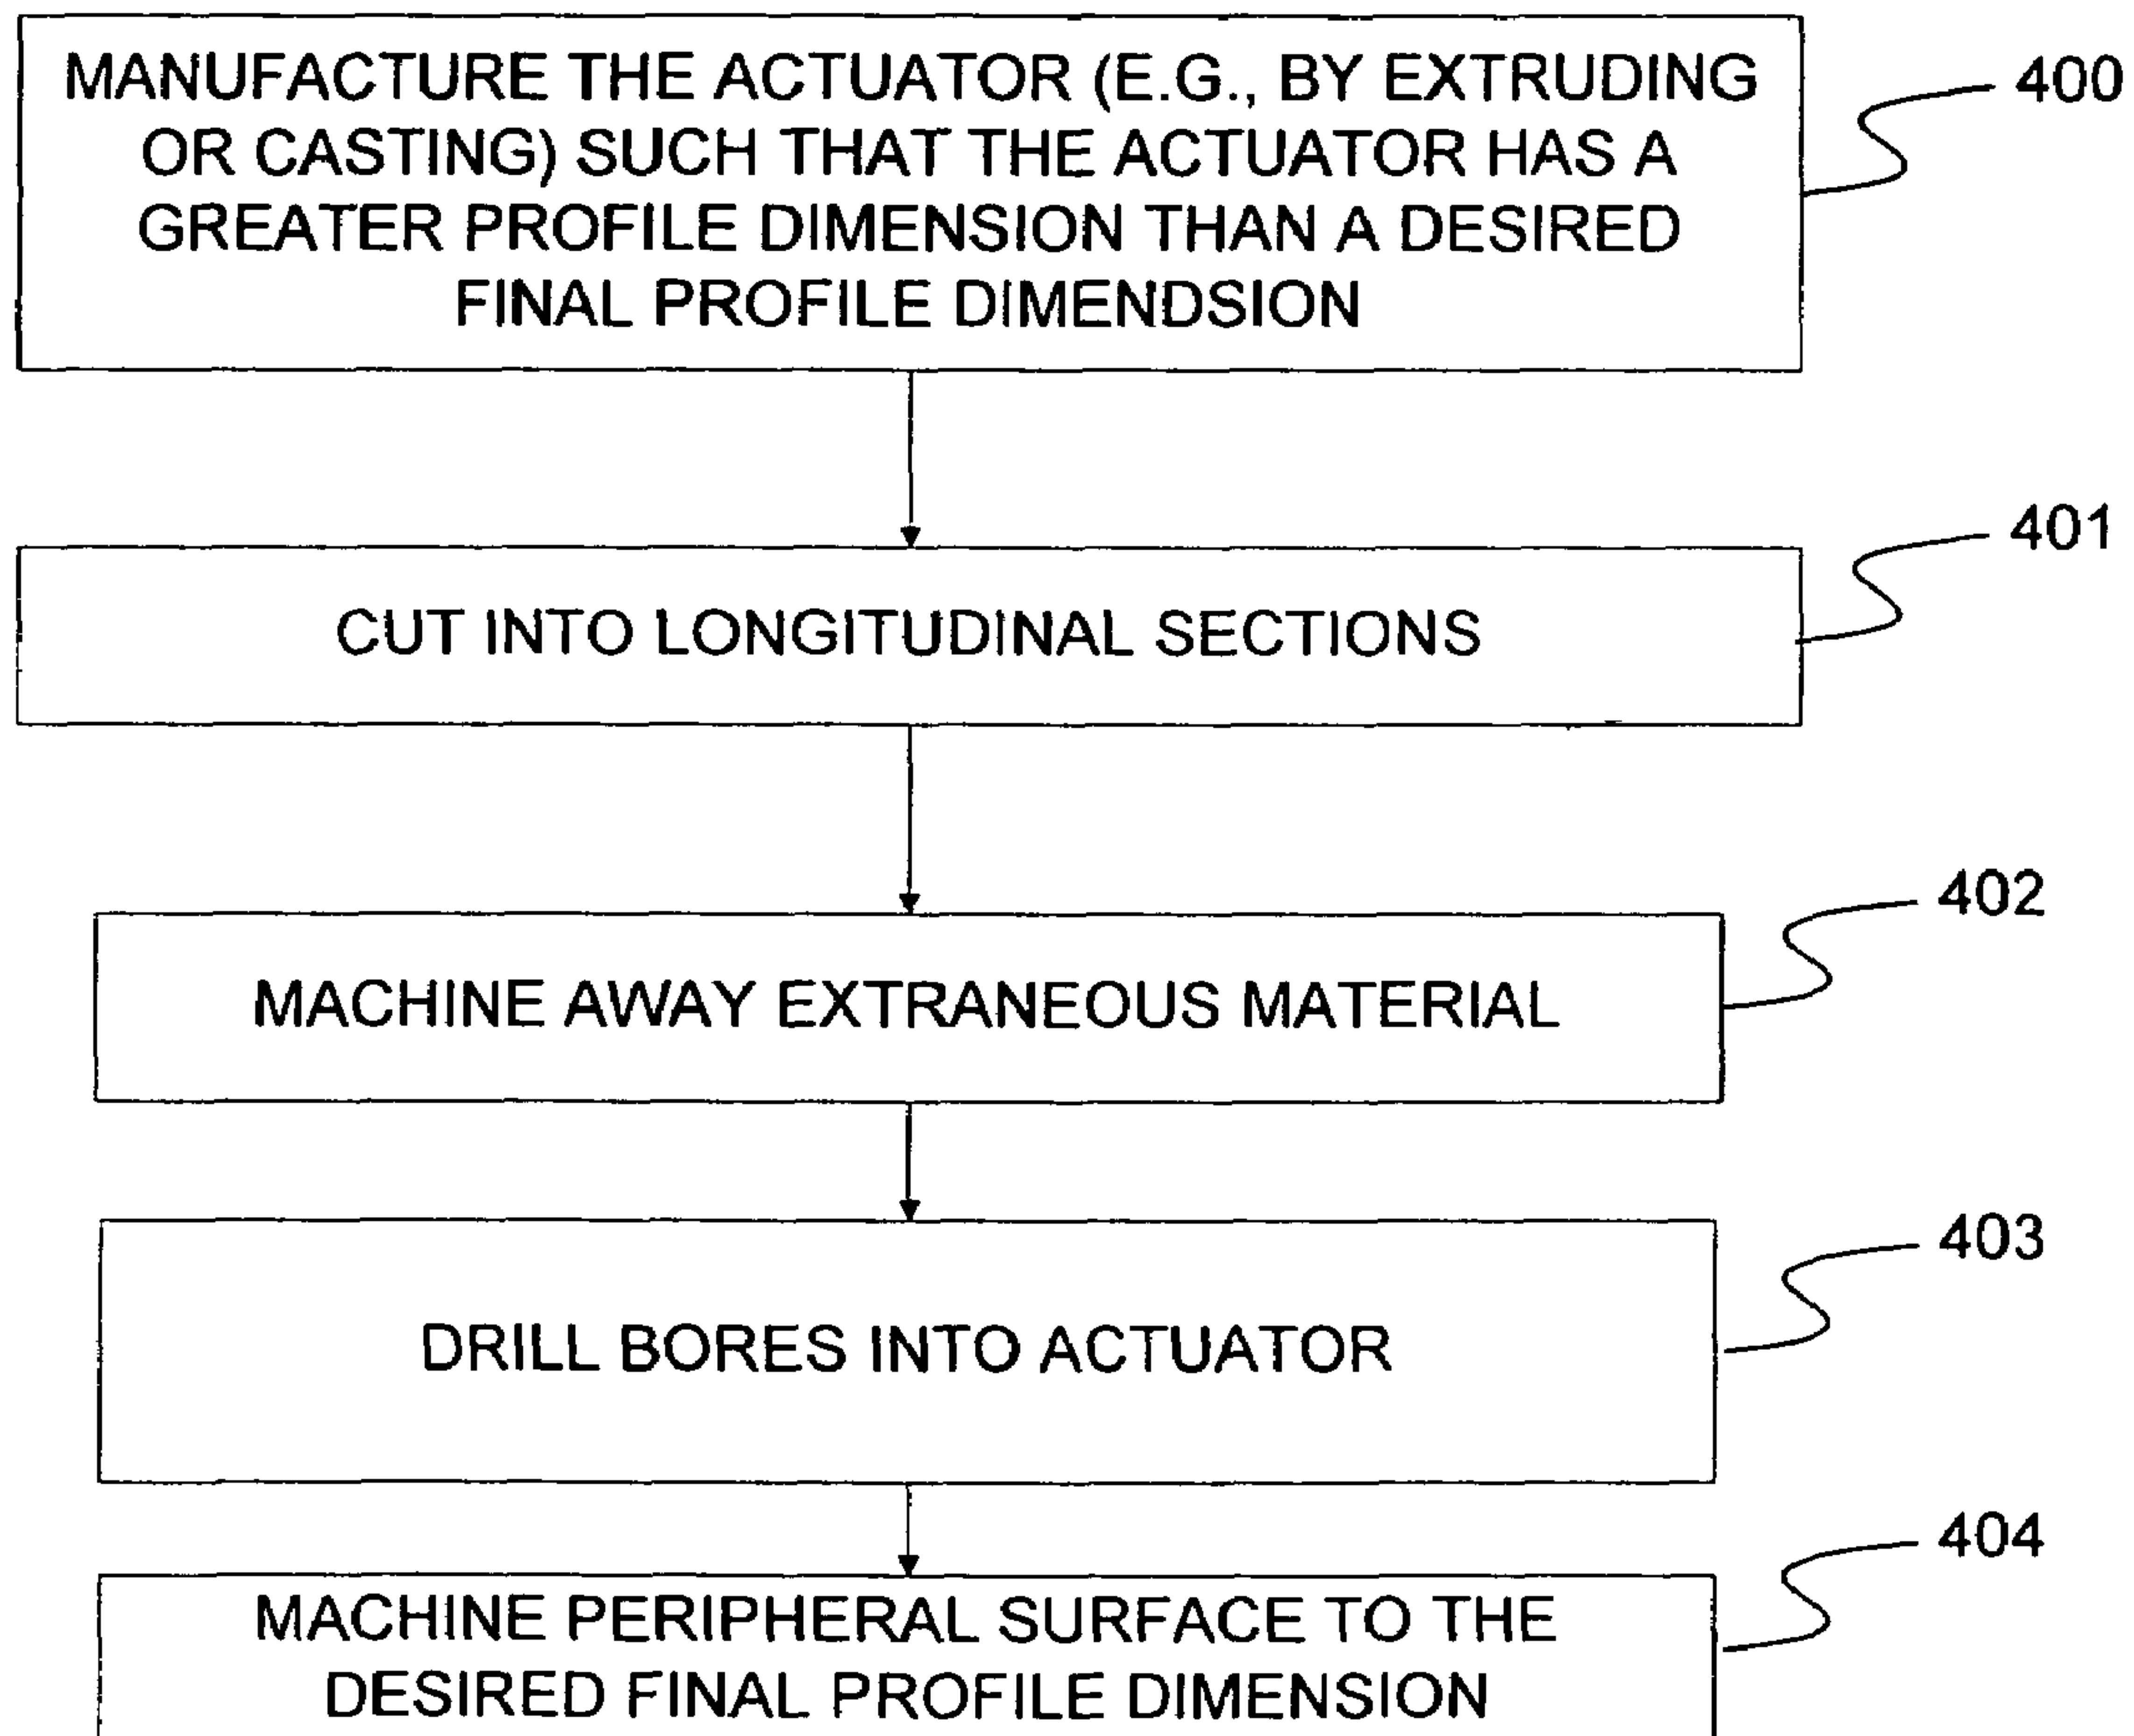 MANUFACTURE THE ACTUATOR (E.G., BY EXTRUDING
OR CASTING) SUCH THAT THE ACTUATOR HAS A
GREATER PROFILE DIMENSION THAN A DESIRED
FINAL PROFILE DIMENDSION
400
CUT INTO LONGITUDINAL SECTIONS
401
MACHINE AWAY EXTRANEOUS MATERIAL
402
DRILL BORES INTO ACTUATOR
403
MACHINE PERIPHERAL SURFACE TO THE
DESIRED FINAL PROFILE DIMENSION
404